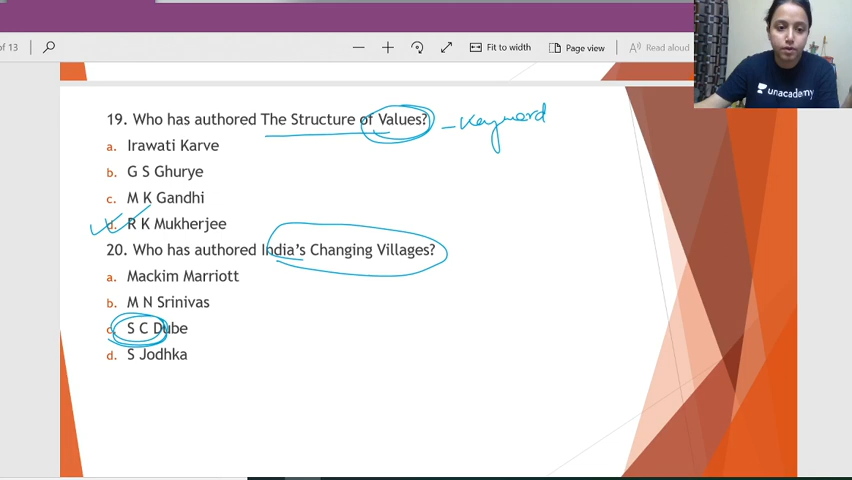 of 13
Fit to width
Page view
Read aloud
unacademy
19. Who has authored The Structure of Values? - Keyword
a. Irawati Karve
b. G S Ghurye
c. M K Gandhi
d. R K Mukherjee
20. Who has authored India's Changing Villages?
a. Mackim Marriott
b. M N Srinivas
c. S C Dube
d. S Jodhka